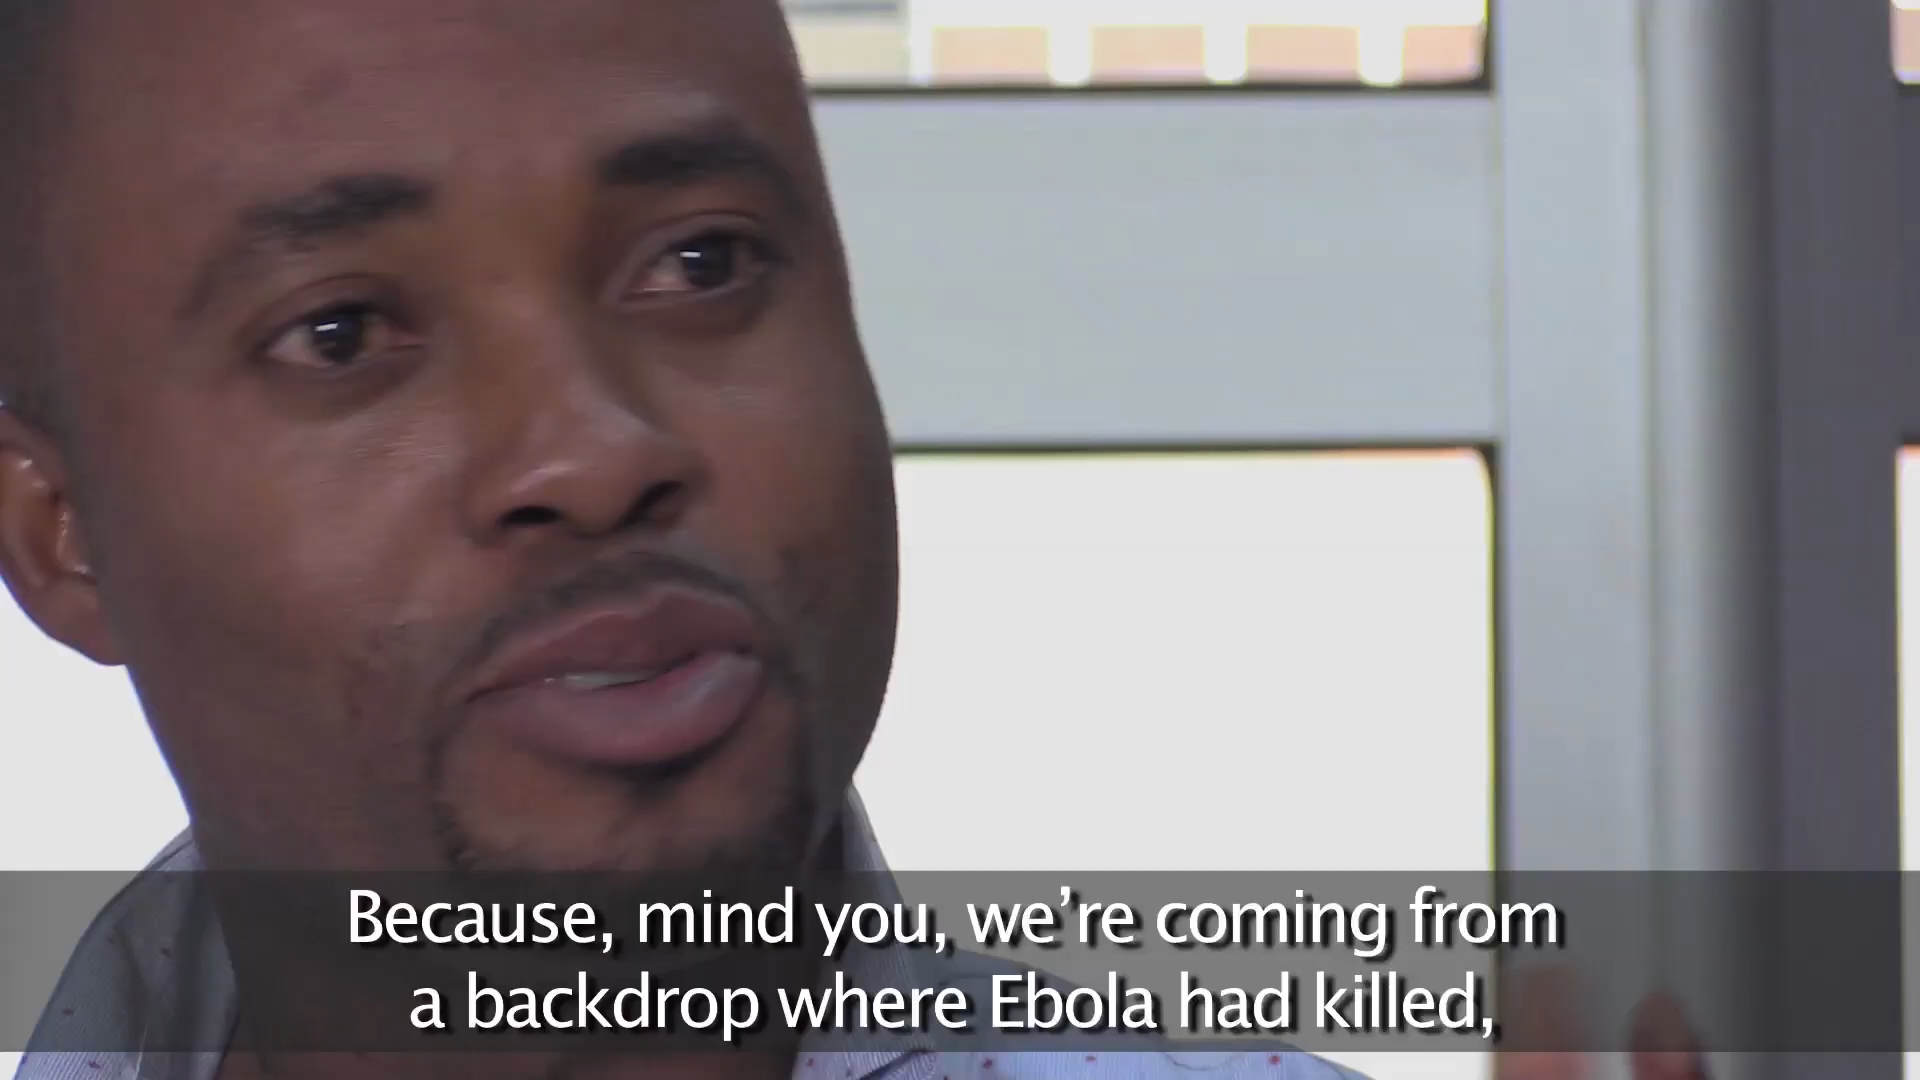 Because, mind you, we’re coming from
a backdrop where Ebola had killed,